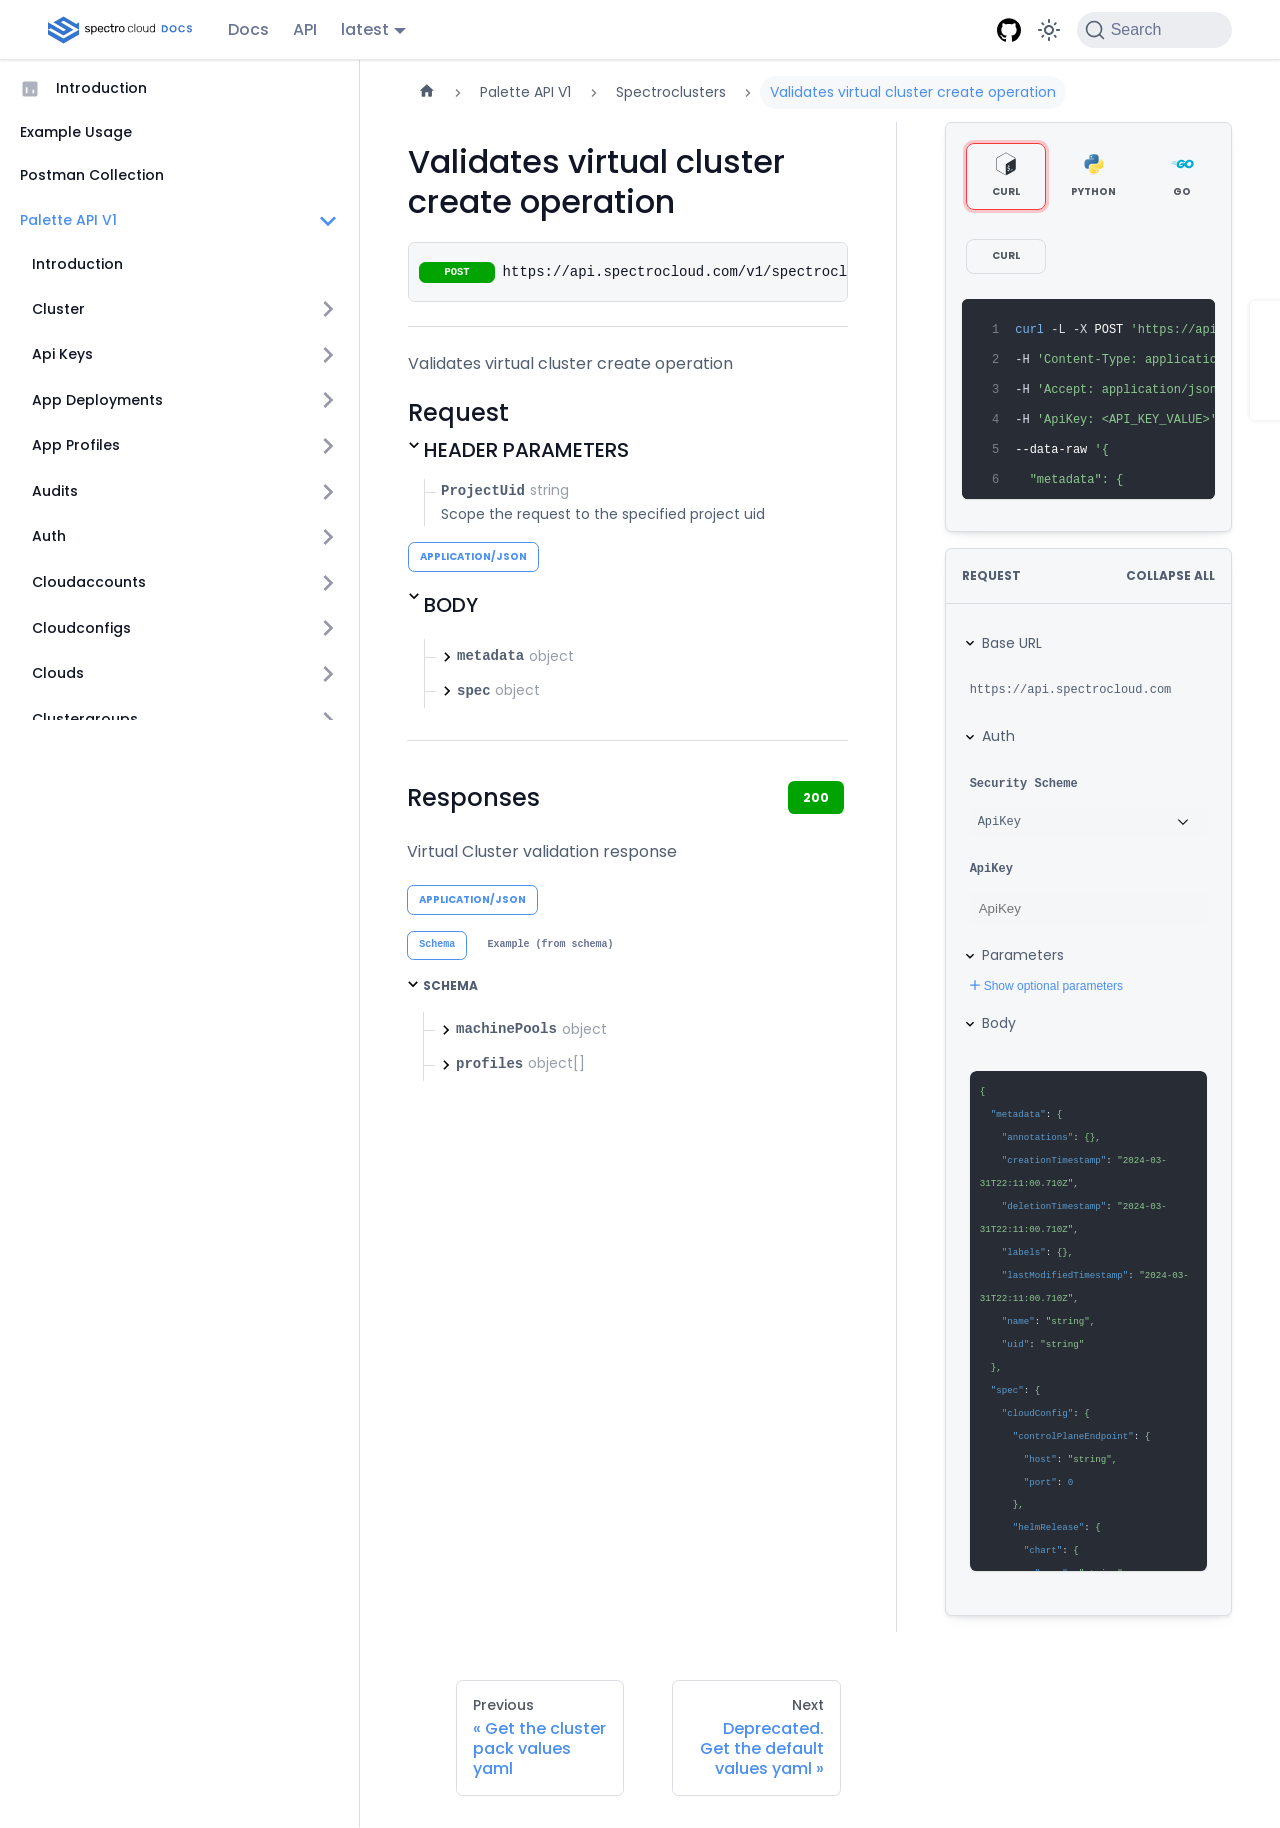 spectro cloud DOCS
Docs
API
latest
Search
Introduction
Example Usage
Postman Collection
Palette API V1
Introduction
Cluster
Api Keys
App Deployments
App Profiles
Audits
Auth
Cloudaccounts
Cloudconfigs
Clouds
Clustergroups
Palette API V1
Spectroclusters
Validates virtual cluster create operation
Validates virtual cluster
create operation
POST https://api.spectrocloud.com/v1/spectrocl
Validates virtual cluster create operation
Request
HEADER PARAMETERS
ProjectUid string
Scope the request to the specified project uid
APPLICATION/JSON
BODY
metadata object
spec object
Responses
200
Virtual Cluster validation response
APPLICATION/JSON
Schema
Example (from schema)
SCHEMA
machinePools object
profiles object[]
CURL
PYTHON
GO
CURL
1 curl -L -X POST 'https://api
2 -H 'Content-Type: applicatio
3 -H 'Accept: application/json
4 -H 'ApiKey: <API_KEY_VALUE>'
5 --data-raw '{
6 "metadata": {
REQUEST
COLLAPSE ALL
Base URL
https://api.spectrocloud.com
Auth
Security Scheme
ApiKey
ApiKey
ApiKey
Parameters
Show optional parameters
Body
{
"metadata": {
"annotations": {},
"creationTimestamp": "2024-03-
31T22:11:00.710Z",
"deletionTimestamp": "2024-03-
31T22:11:00.710Z",
"labels": {},
"lastModifiedTimestamp": "2024-03-
31T22:11:00.710Z",
"name": "string",
"uid": "string"
},
"spec": {
"cloudConfig": {
"controlPlaneEndpoint": {
"host": "string",
"port": 0
},
"helmRelease": {
"chart": {
Previous
« Get the cluster
pack values
yaml
Next
Deprecated.
Get the default
values yaml »